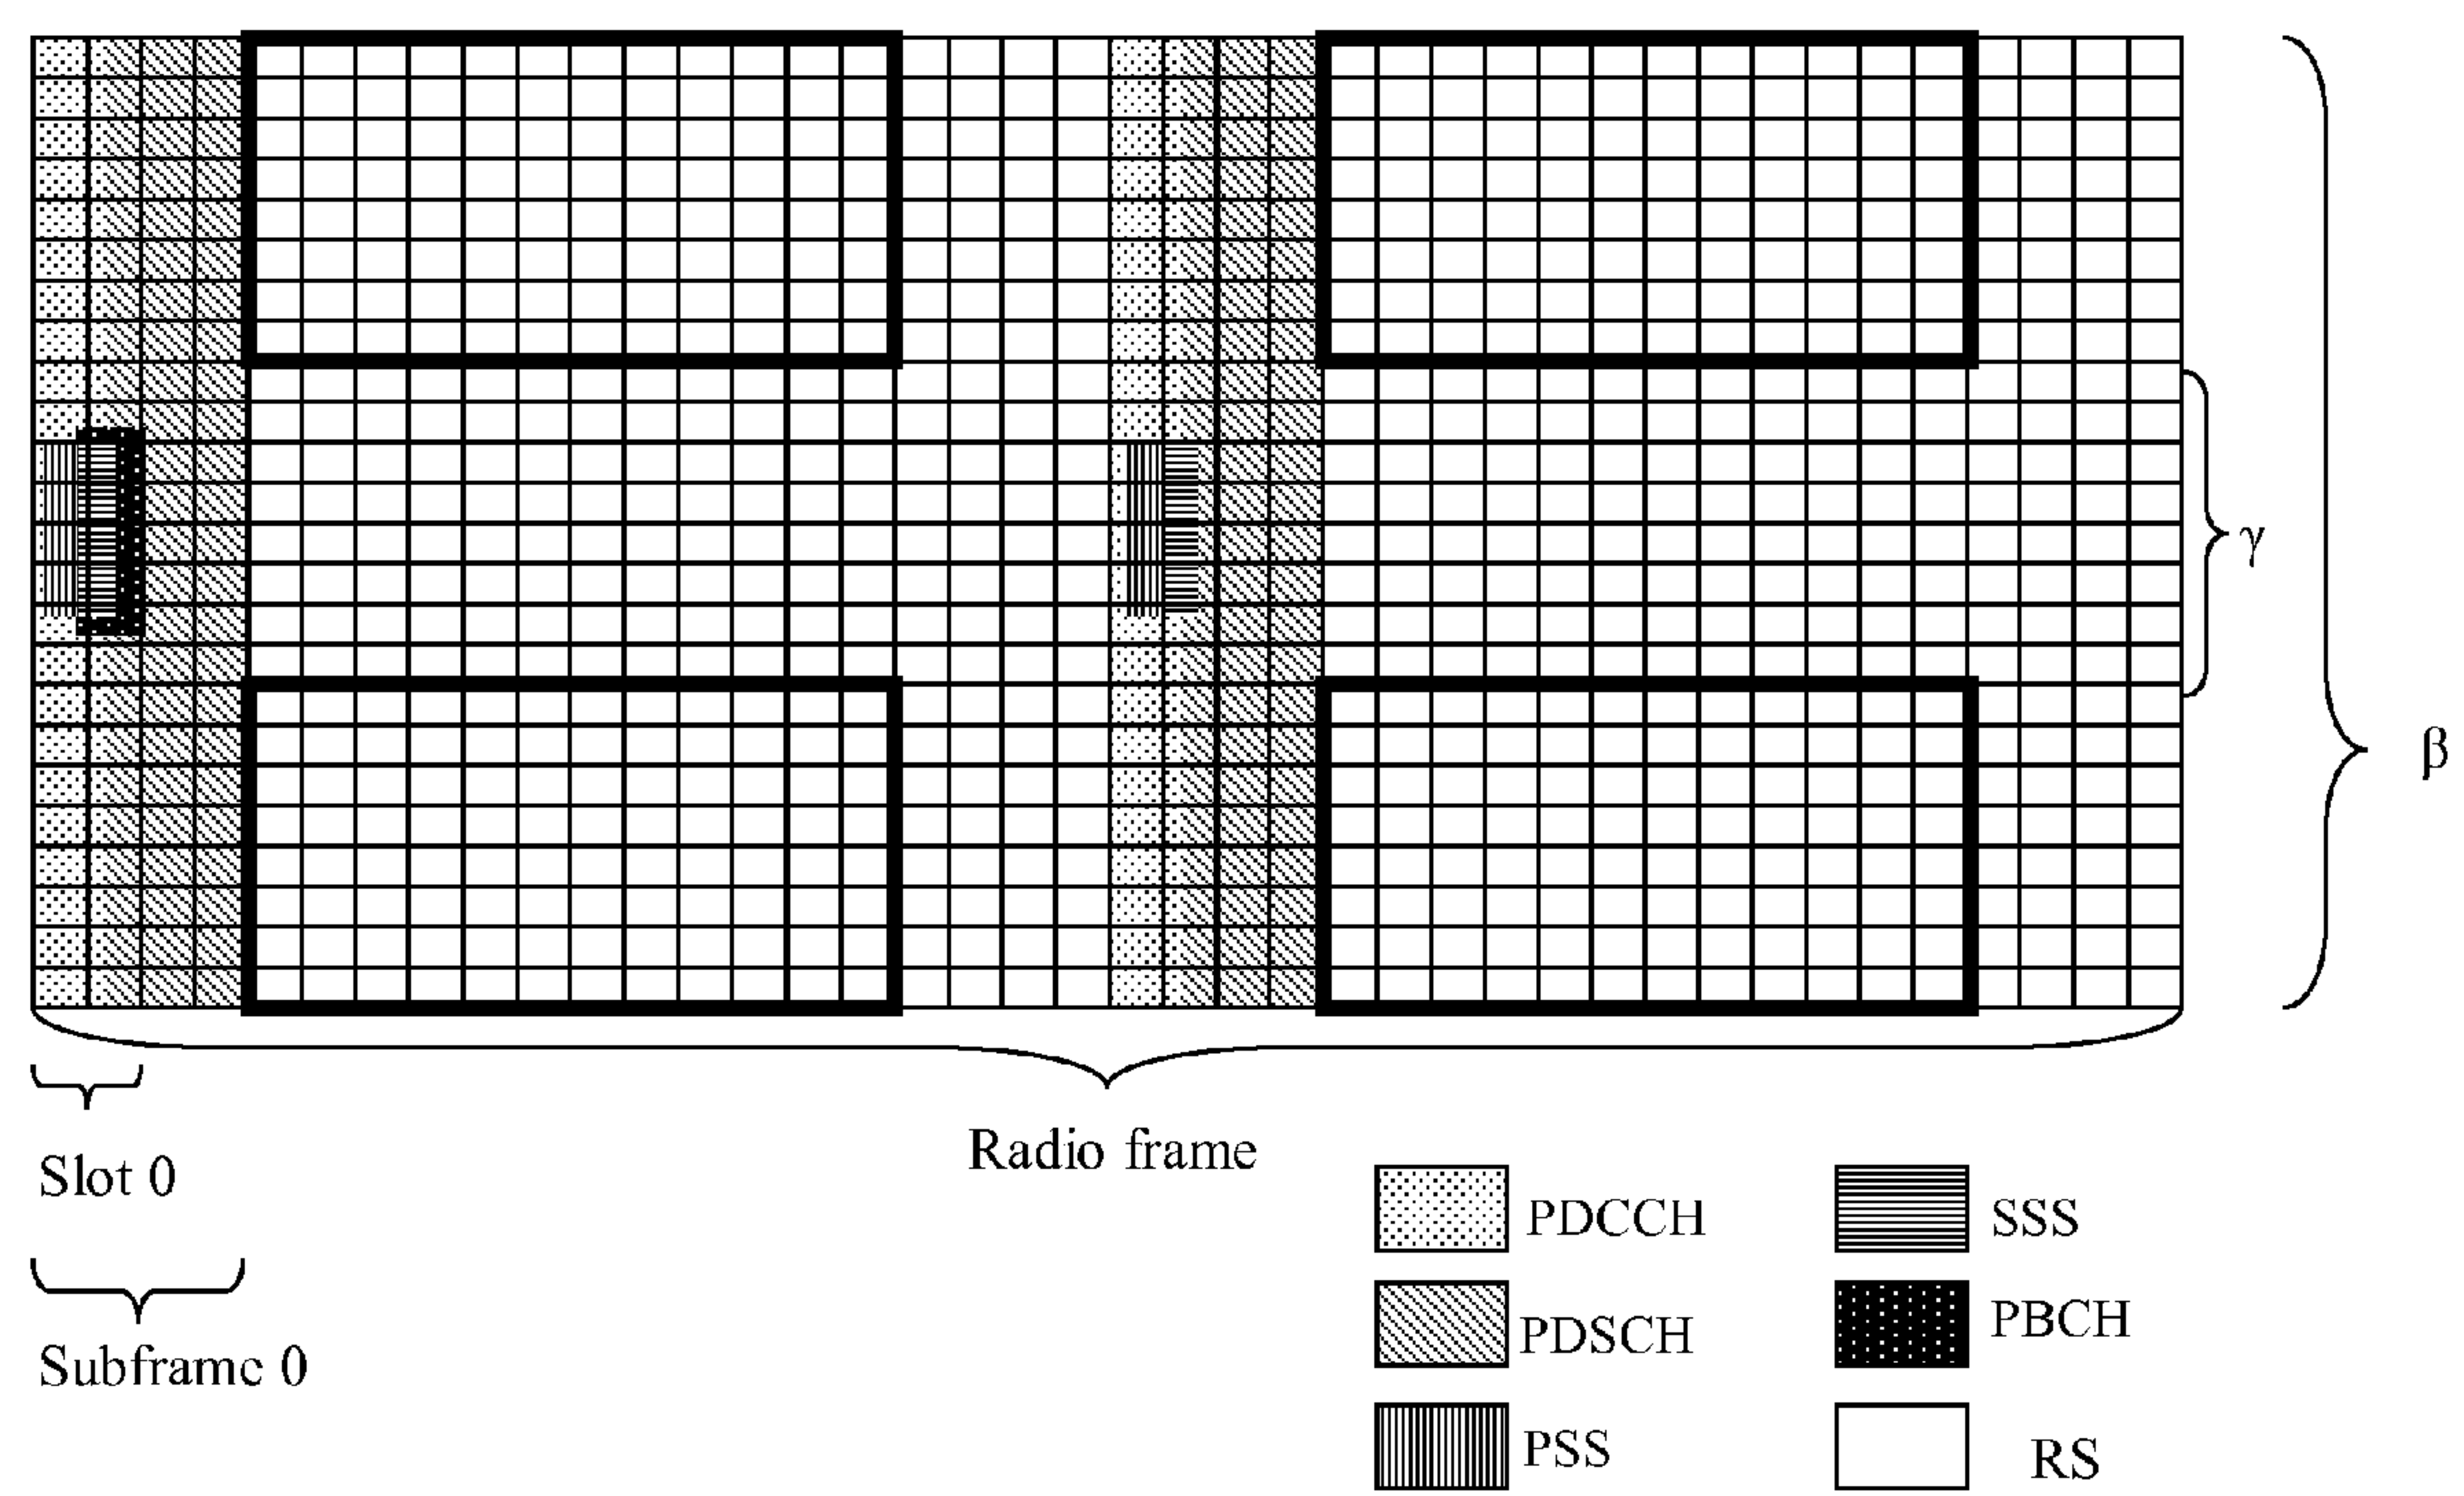 γ
β
Radio frame
Slot 0
Subframe 0
PDCCH
SSS
PDSCH
PBCH
PSS
RS